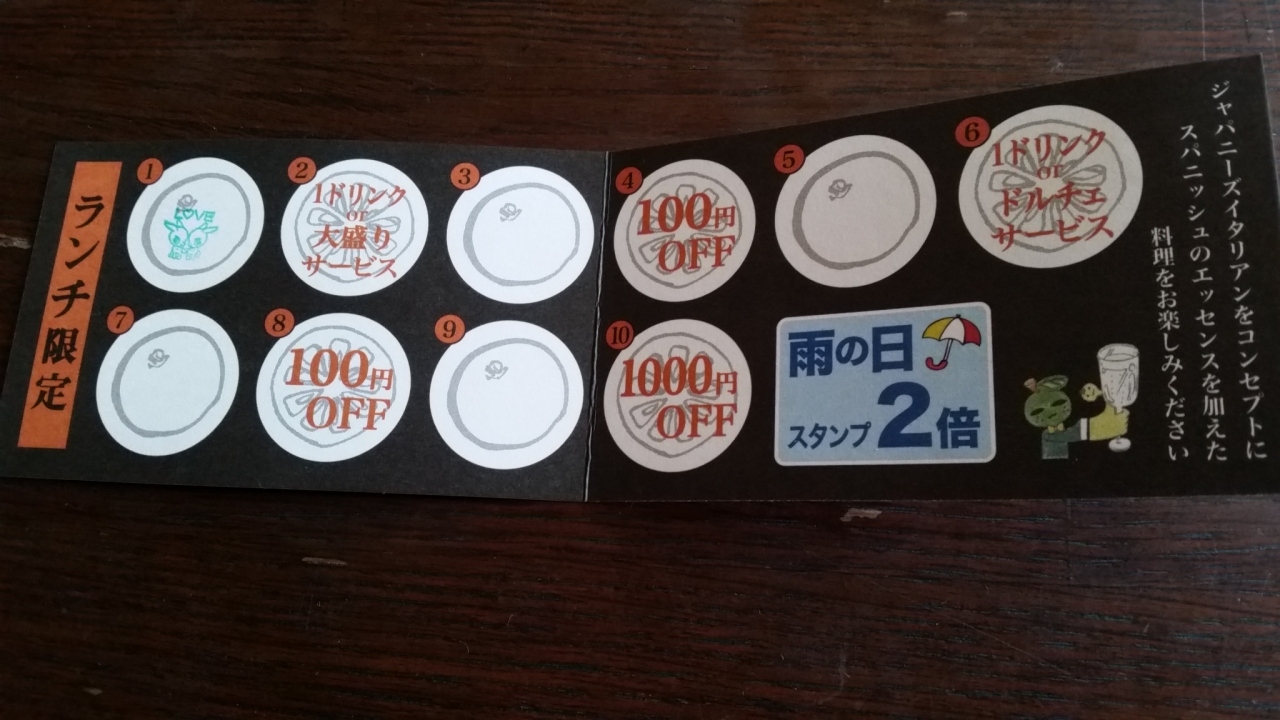 ランチ限定
1
LOVE
2
1ドリンク
or
大盛り
サービス
3
4
100円
OFF
5
6
1ドリンク
or
ドルチェ
サービス
7
8
100円
OFF
9
10
1000円
OFF
雨の日
スタンプ2倍
ジャパニーズイタリアンをコンセプトに
スパニッシュのエッセンスを加えた
料理をお楽しみください